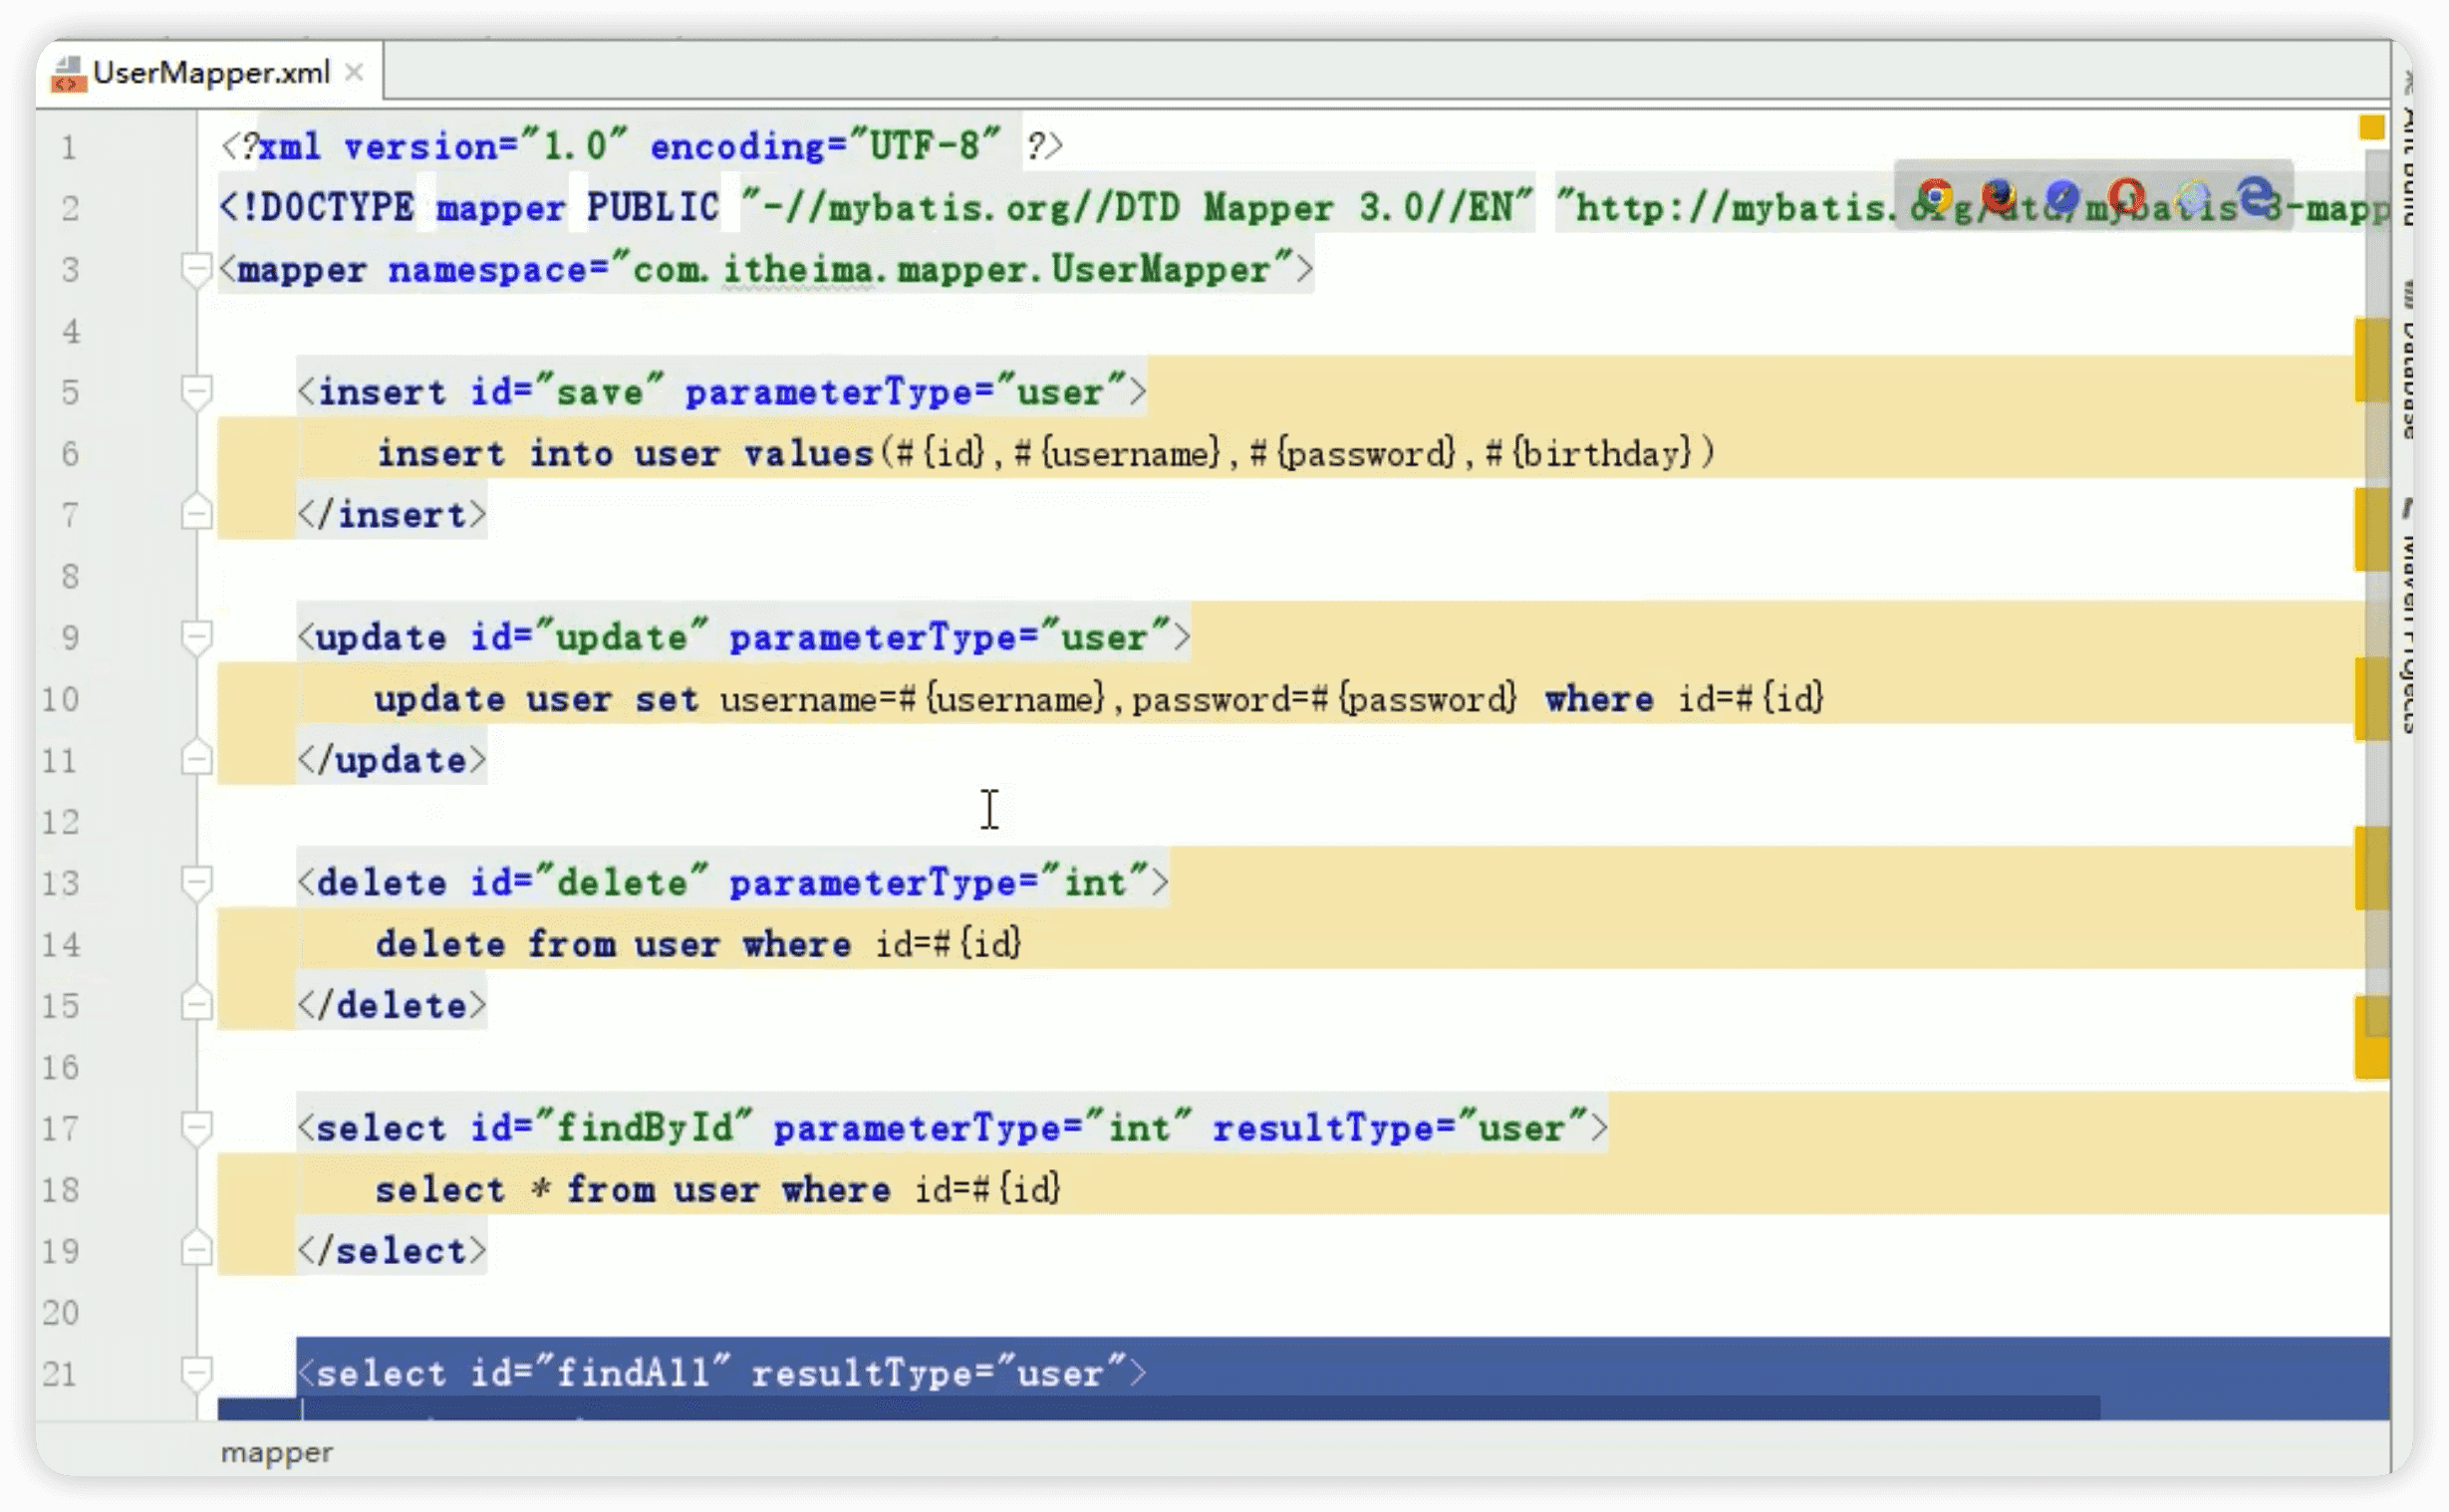 UserMapper.xml
1 <?xml version="1.0" encoding="UTF-8" ?>
2 <!DOCTYPE mapper PUBLIC "-//mybatis.org//DTD Mapper 3.0//EN" "http://mybatis.org/dtd/mybatis-3-mapp
3 <mapper namespace="com.itheima.mapper.UserMapper">
4
5 <insert id="save" parameterType="user">
6 insert into user values(#{id},#{username},#{password},#{birthday})
7 </insert>
8
9 <update id="update" parameterType="user">
10 update user set username=#{username},password=#{password} where id=#{id}
11 </update>
12
13 <delete id="delete" parameterType="int">
14 delete from user where id=#{id}
15 </delete>
16
17 <select id="findById" parameterType="int" resultType="user">
18 select * from user where id=#{id}
19 </select>
20
21 <select id="findAll" resultType="user">
mapper
Ant Build
Database
Maven Projects